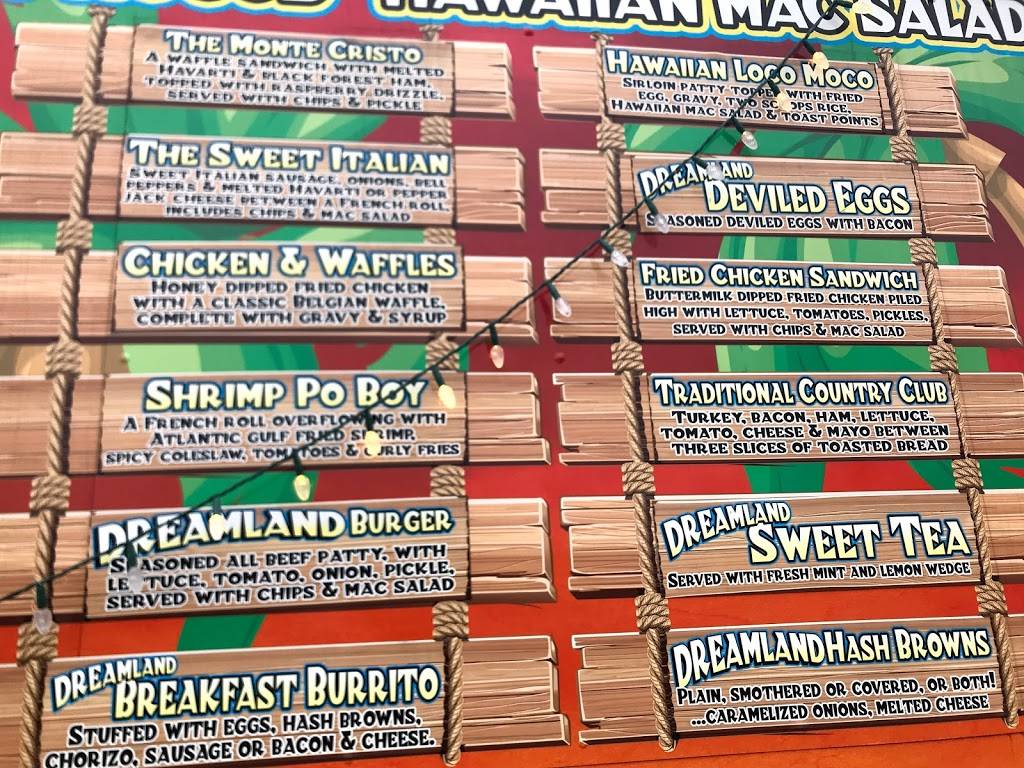 HAWAIIAN MAC SALAD
THE MONTE CRISTO
A WAFFLE SANDWICH WITH MELTED
HAVARTI & BLACK FOREST HAM,
TOPPED WITH RASPBERRY DRIZZLE,
SERVED WITH CHIPS & PICKLE
THE SWEET ITALIAN
SWEET ITALIAN SAUSAGE, ONIONS, BELL
PEPPERS & MELTED HAVARTI OR PEPPER
JACK CHEESE BETWEEN A FRENCH ROLL
INCLUDES CHIPS & MAC SALAD
CHICKEN & WAFFLES
HONEY DIPPED FRIED CHICKEN
WITH A CLASSIC BELGIAN WAFFLE,
COMPLETE WITH GRAVY & SYRUP
SHRIMP PO BOY
A FRENCH ROLL OVERFLOWING WITH
ATLANTIC GULF FRIED SHRIMP,
SPICY COLESLAW, TOMATOES & CURLY FRIES
DREAMLAND BURGER
SEASONED ALL BEEF PATTY, WITH
LETTUCE, TOMATO, ONION, PICKLE,
SERVED WITH CHIPS & MAC SALAD
DREAMLAND
BREAKFAST BURRITO
STUFFED WITH EGGS, HASH BROWNS,
CHORIZO, SAUSAGE OR BACON & CHEESE.
HAWAIIAN LOCO MOCO
SIRLOIN PATTY TOPPED WITH FRIED
EGG, GRAVY, TWO SCOOPS RICE,
HAWAIIAN MAC SALAD & TOAST POINTS
DREAMLAND
DEVILED EGGS
SEASONED DEVILED EGGS WITH BACON
FRIED CHICKEN SANDWICH
BUTTERMILK DIPPED FRIED CHICKEN PILED
HIGH WITH LETTUCE, TOMATOES, PICKLES,
SERVED WITH CHIPS & MAC SALAD
TRADITIONAL COUNTRY CLUB
TURKEY, BACON, HAM, LETTUCE,
TOMATO, CHEESE & MAYO BETWEEN
THREE SLICES OF TOASTED BREAD
DREAMLAND
SWEET TEA
SERVED WITH FRESH MINT AND LEMON WEDGE
DREAMLAND HASH BROWNS
PLAIN, SMOTHERED OR COVERED, OR BOTH!
...CARAMELIZED ONIONS, MELTED CHEESE